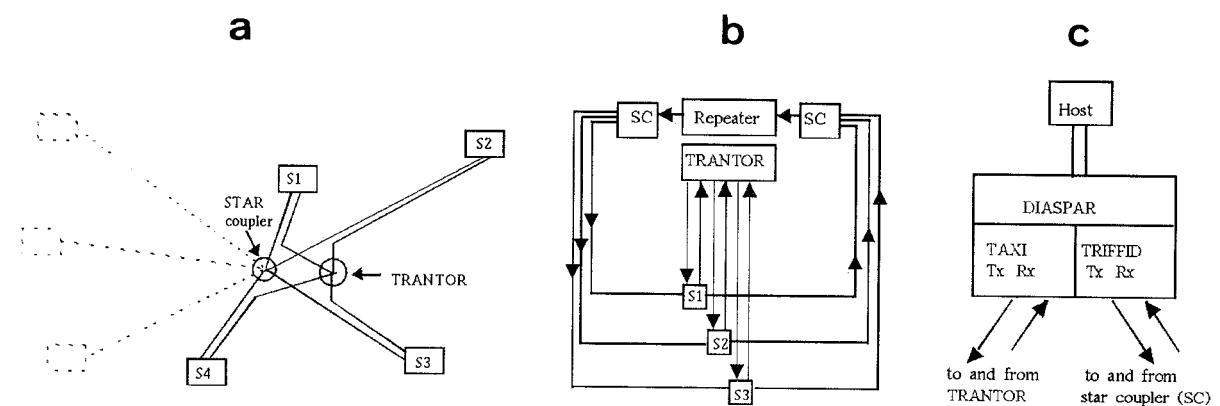 a
S1
S2
STAR
coupler
TRANTOR
S4
S3
b
SC
Repeater
SC
TRANTOR
S1
S2
S3
c
Host
DIASPAR
TAXI
Tx Rx
TRIFFID
Tx Rx
to and from
TRANTOR
to and from
star coupler (SC)